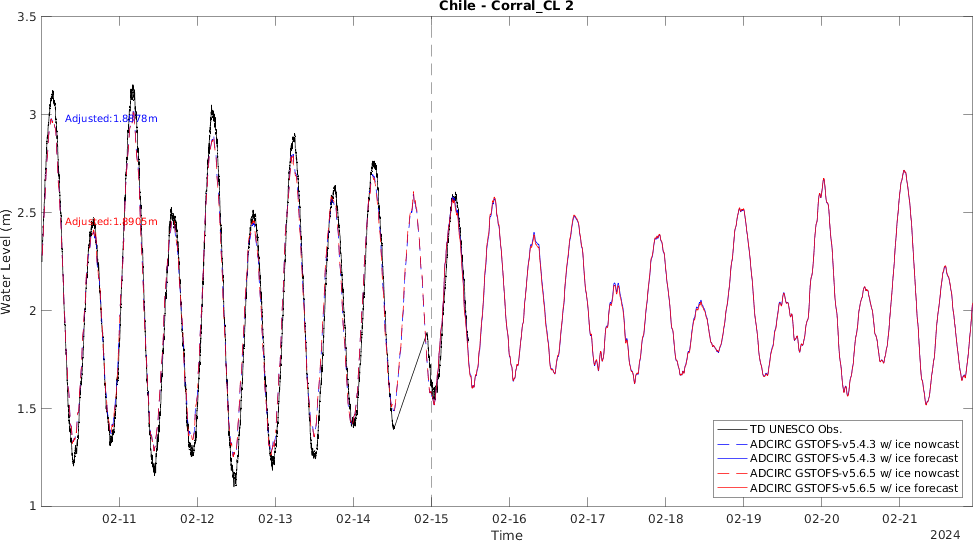 Chile - Corral_CL 2
3.5
3
2.5
2
1.5
1
Water Level (m)
Adjusted:1.8878m
Adjusted:1.8905m
TD UNESCO Obs.
ADCIRC GSTOFS-v5.4.3 w/ ice nowcast
ADCIRC GSTOFS-v5.4.3 w/ ice forecast
ADCIRC GSTOFS-v5.6.5 w/ ice nowcast
ADCIRC GSTOFS-v5.6.5 w/ ice forecast
02-11 02-12 02-13 02-14 02-15 02-16 02-17 02-18 02-19 02-20 02-21
Time
2024